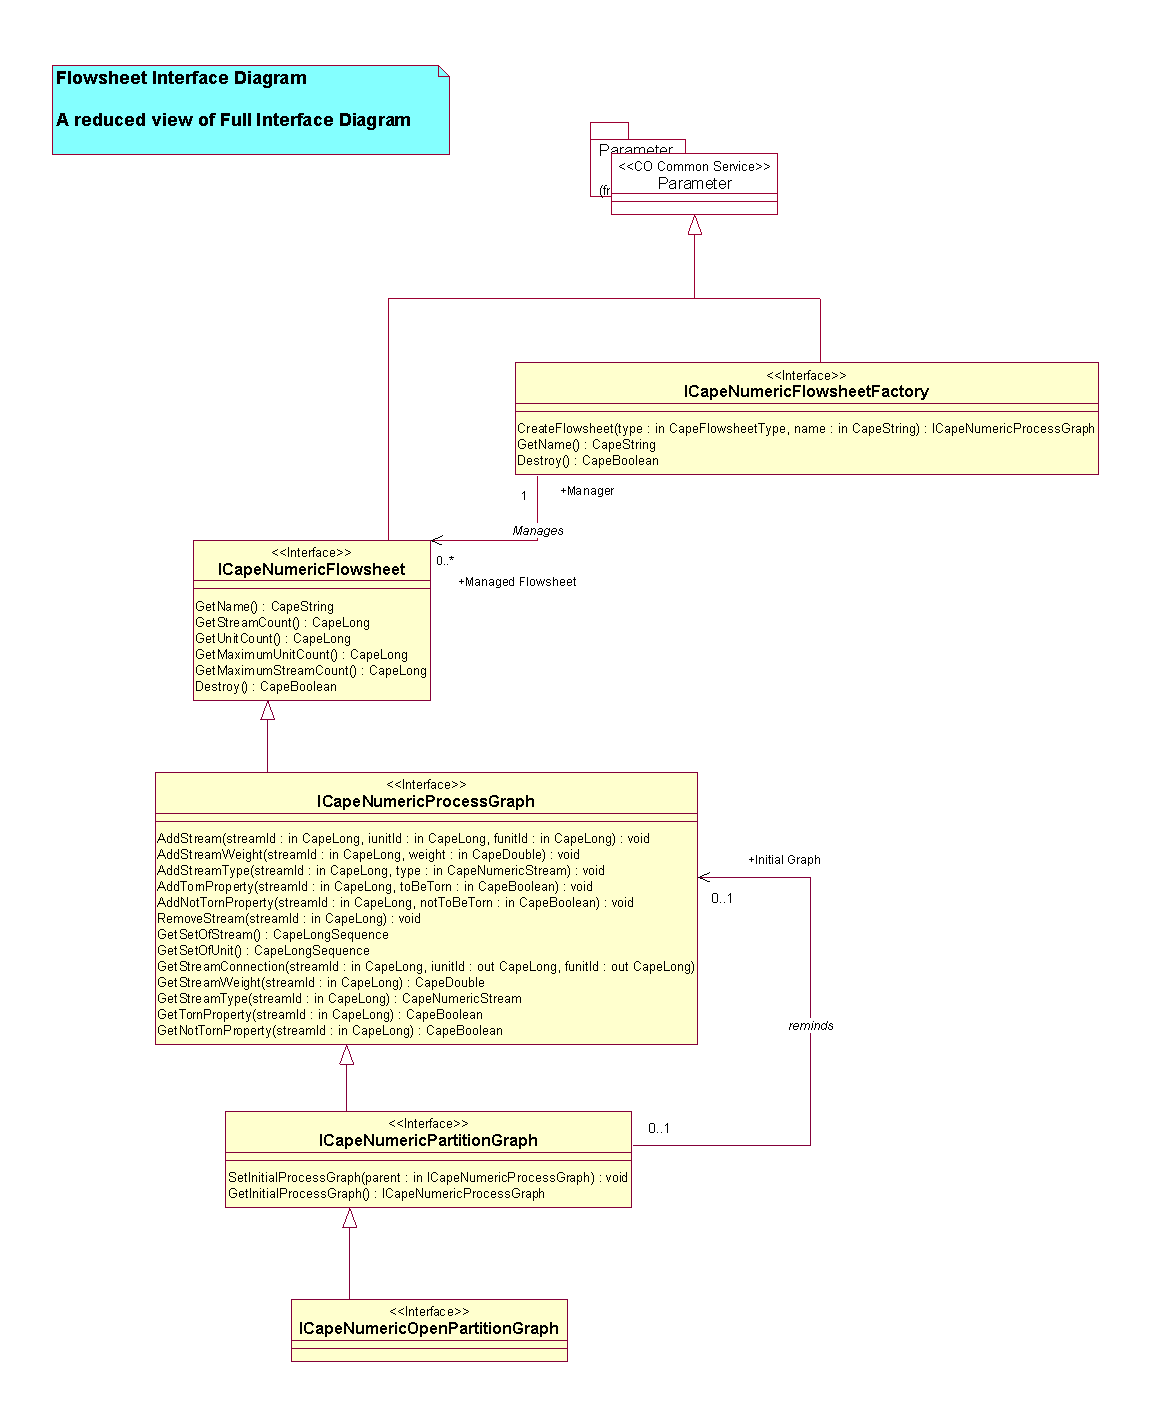 Flowsheet Interface Diagram
A reduced view of Full Interface Diagram
Parameter
<<CO Common Service>>
Parameter
(fr
<<Interface>>
ICapeNumericFlowsheetFactory
CreateFlowsheet(type : in CapeFlowsheetType, name : in CapeString) : ICapeNumericProcessGraph
GetName() : CapeString
Destroy() : CapeBoolean
1
+Manager
Manages
0..*
+Managed Flowsheet
<<Interface>>
ICapeNumericFlowsheet
GetName() : CapeString
GetStreamCount() : CapeLong
GetUnitCount() : CapeLong
GetMaximumUnitCount() : CapeLong
GetMaximumStreamCount() : CapeLong
Destroy() : CapeBoolean
<<Interface>>
ICapeNumericProcessGraph
AddStream(streamId : in CapeLong, iunitId : in CapeLong, funitId : in CapeLong) : void
AddStreamWeight(streamId : in CapeLong, weight : in CapeDouble) : void
AddStreamType(streamId : in CapeLong, type : in CapeNumericStream) : void
AddTornProperty(streamId : in CapeLong, toBeTorn : in CapeBoolean) : void
AddNotTornProperty(streamId : in CapeLong, notToBeTorn : in CapeBoolean) : void
RemoveStream(streamId : in CapeLong) : void
GetSetOfStream() : CapeLongSequence
GetSetOfUnit() : CapeLongSequence
GetStreamConnection(streamId : in CapeLong, iunitId : out CapeLong, funitId : out CapeLong)
GetStreamWeight(streamId : in CapeLong) : CapeDouble
GetStreamType(streamId : in CapeLong) : CapeNumericStream
GetTornProperty(streamId : in CapeLong) : CapeBoolean
GetNotTornProperty(streamId : in CapeLong) : CapeBoolean
+Initial Graph
0..1
reminds
0..1
<<Interface>>
ICapeNumericPartitionGraph
SetInitialProcessGraph(parent : in ICapeNumericProcessGraph) : void
GetInitialProcessGraph() : ICapeNumericProcessGraph
<<Interface>>
ICapeNumericOpenPartitionGraph